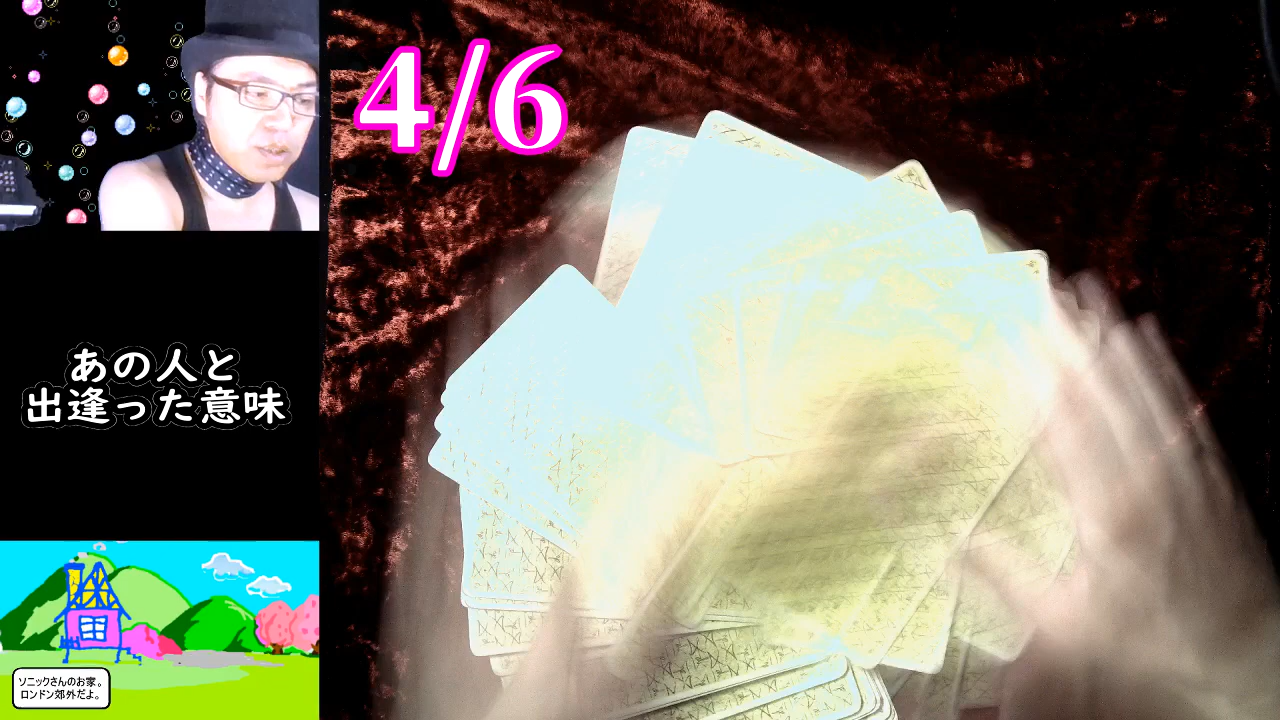 4/6
あの人と
出逢った意味
ソニックさんのお家。
ロンドン郊外だよ。